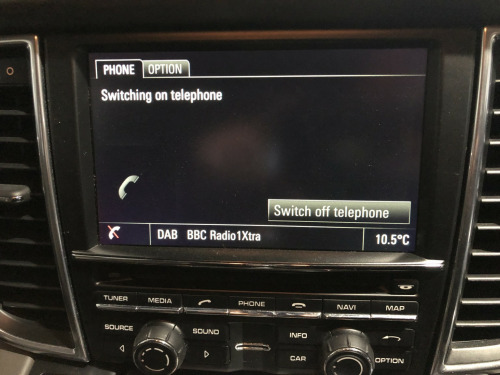 PHONE OPTION
Switching on telephone
Switch off telephone
DAB BBC Radio1Xtra 10.5°C
TUNER MEDIA PHONE NAVI MAP
SOURCE SOUND INFO
CAR OPTION